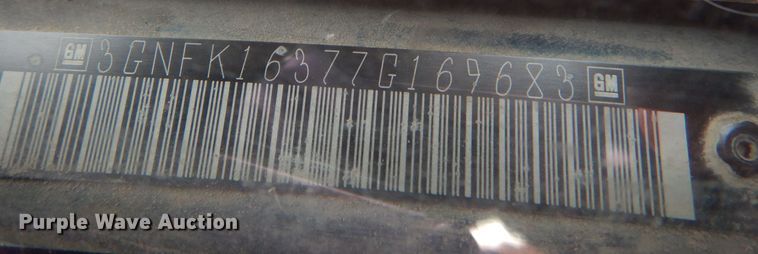 GM 3GNFK16377G169683 GM
Purple Wave Auction